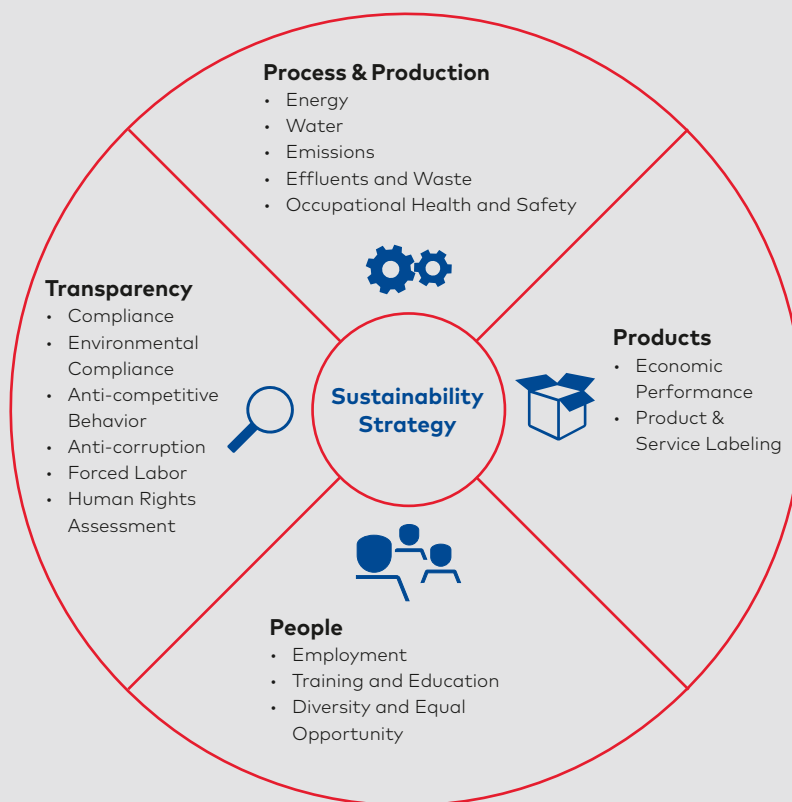 Process & Production
• Energy
• Water
• Emissions
• Effluents and Waste
• Occupational Health and Safety
Transparency
• Compliance
• Environmental
Compliance
• Anti-competitive
Behavior
• Anti-corruption
• Forced Labor
• Human Rights
Assessment
Sustainability
Strategy
Products
• Economic
Performance
• Product &
Service Labeling
People
• Employment
• Training and Education
• Diversity and Equal
Opportunity